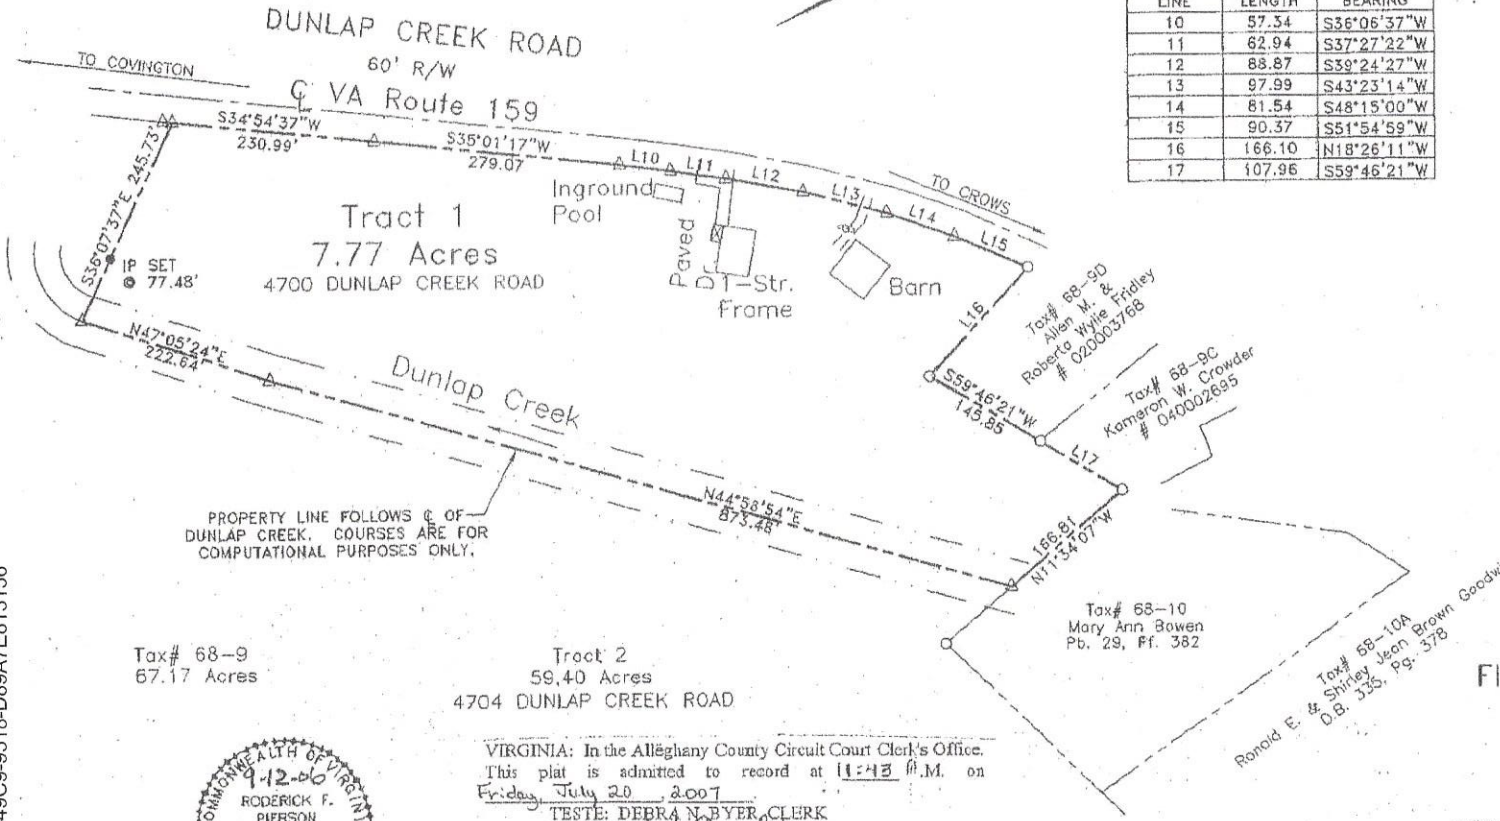 DUNLAP CREEK ROAD
60' R/W
℄ VA Route 159
TO COVINGTON
S34°54'37"W
230.99'
S35°01'17"W
279.07
L10
L11
L12
L13
L14
L15
TO CROWS
LINE LENGTH BEARING
10 57.34 S36°06'37"W
11 62.94 S37°27'22"W
12 88.87 S39°24'27"W
13 97.99 S43°23'14"W
14 81.54 S48°15'00"W
15 90.37 S51°54'59"W
16 166.10 N18°26'11"W
17 107.96 S59°46'21"W
S36°07'37"E 245.73'
IP SET
@ 77.48'
Tract 1
7.77 Acres
4700 DUNLAP CREEK ROAD
Inground
Pool
Paved
Dr.
1-Str.
Frame
Barn
L16
Tax# 68-9D
Allen M. &
Roberta Wylie Fridley
# 020003768
S59°46'21"W
145.85
Tax# 68-9C
Kameron W. Crowder
# 040002695
L17
N47°05'24"E
222.64
Dunlap Creek
N44°58'54"E
873.48
166.81
N11°34'07"W
PROPERTY LINE FOLLOWS ℄ OF
DUNLAP CREEK. COURSES ARE FOR
COMPUTATIONAL PURPOSES ONLY.
Tax# 68-10
Mary Ann Bowen
Pb. 29, Pf. 382
Tax# 68-10A
Ronald E. & Shirley Jean Brown Goodwi
D.B. 335, Pg. 378
Tax# 68-9
67.17 Acres
Tract 2
59.40 Acres
4704 DUNLAP CREEK ROAD
COMMONWEALTH OF VIRGINI
9-12-06
RODERICK F.
PIERSON
VIRGINIA: In the Alleghany County Circuit Court Clerk's Office.
This plat is admitted to record at 11:43 A.M. on
Friday, July 20, 2007
TESTE: DEBRA N. BYER, CLERK